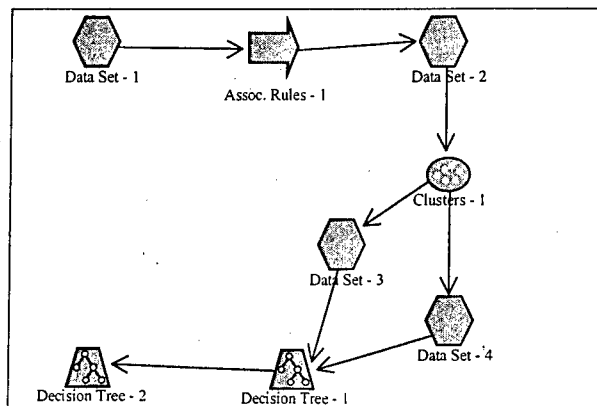 Data Set - 1
Assoc. Rules - 1
Data Set - 2
Clusters - 1
Data Set - 3
Data Set - 4
Decision Tree - 2
Decision Tree - 1